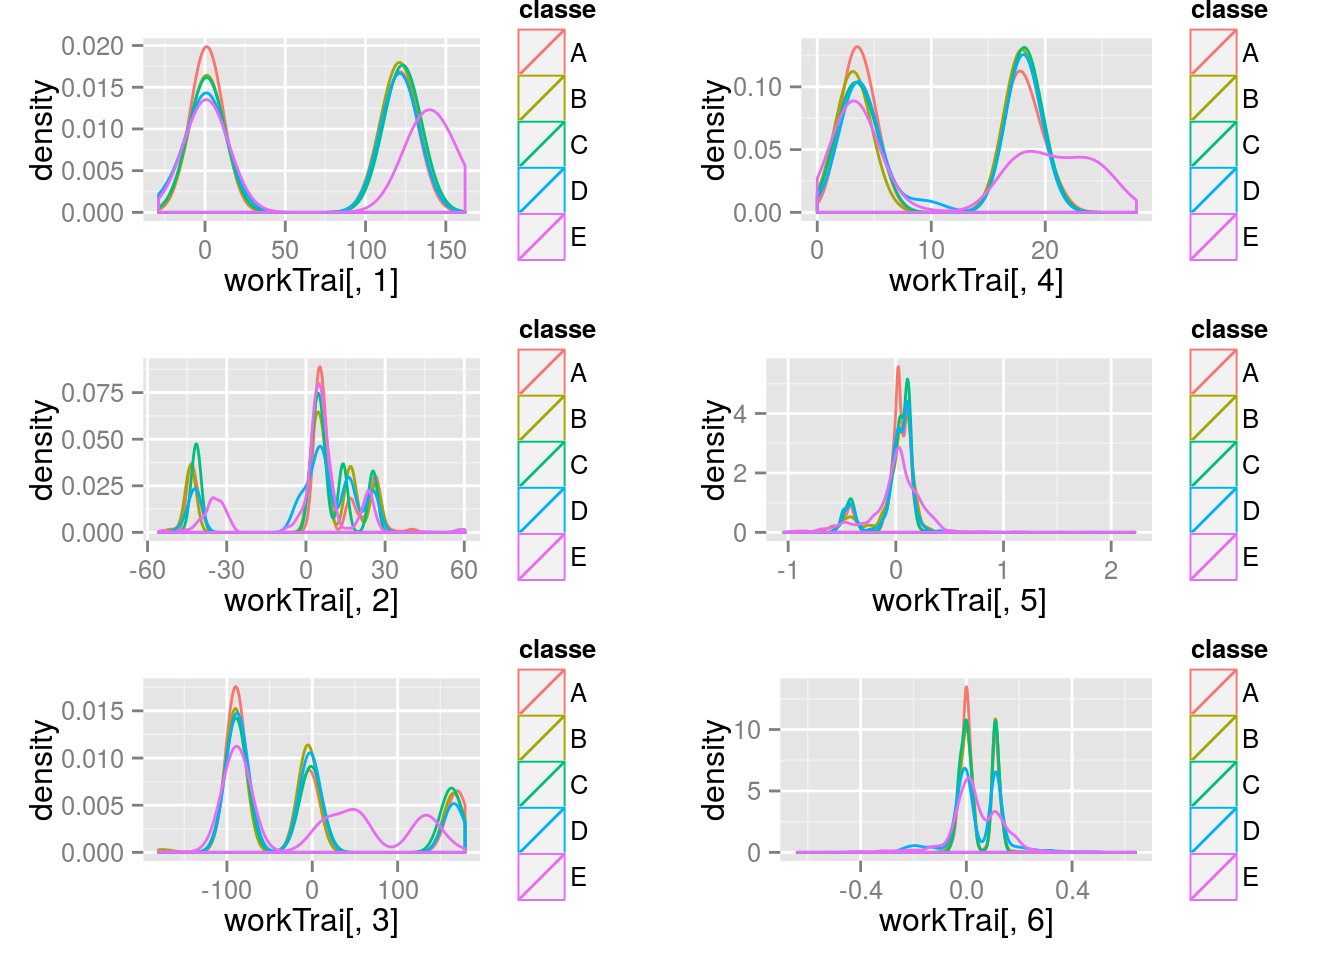 classe
A
B
C
D
E
density
0.020
0.015
0.010
0.005
0.000
0 50 100 150
workTrai[, 1]
classe
A
B
C
D
E
density
0.10
0.05
0.00
0 10 20
workTrai[, 4]
classe
A
B
C
D
E
density
0.075
0.050
0.025
0.000
-60 -30 0 30 60
workTrai[, 2]
classe
A
B
C
D
E
density
4
2
0
-1 0 1 2
workTrai[, 5]
classe
A
B
C
D
E
density
0.015
0.010
0.005
0.000
-100 0 100
workTrai[, 3]
classe
A
B
C
D
E
density
10
5
0
-0.4 0.0 0.4
workTrai[, 6]